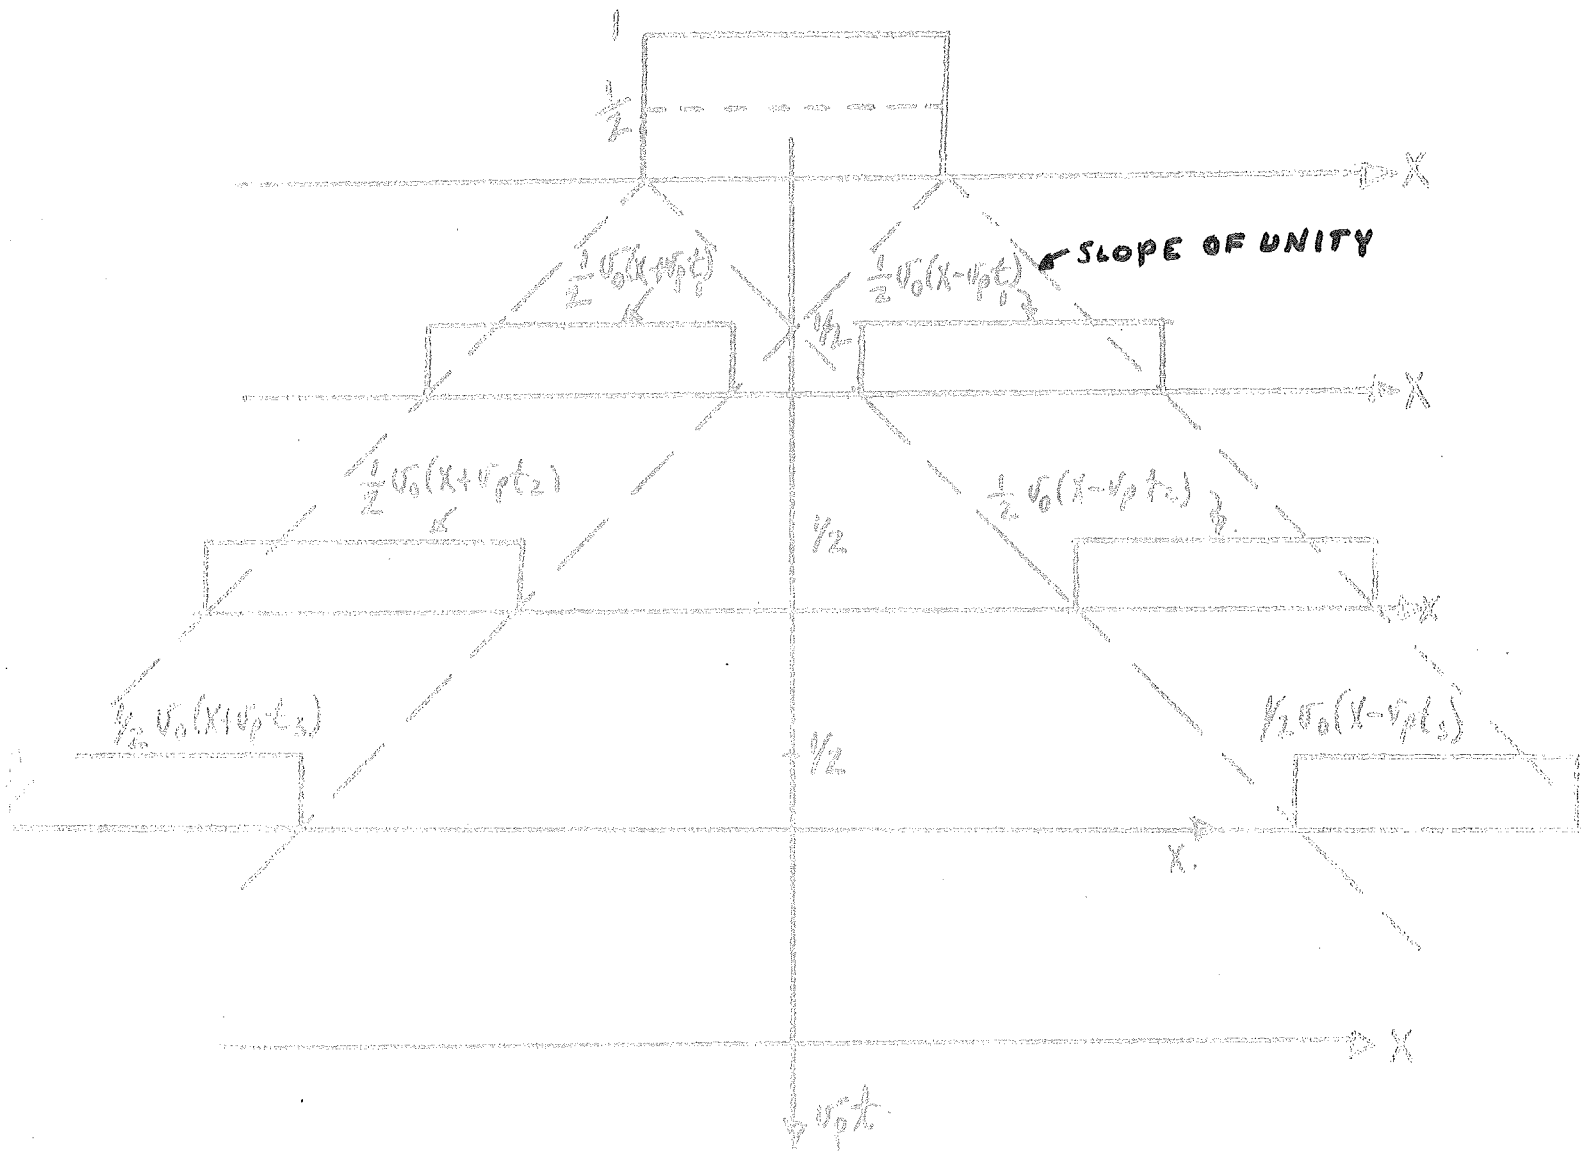 1
1/2
X
SLOPE OF UNITY
1/2 v₀(x+vₚt₁)
1/2 v₀(x-vₚt₁)
1/2
X
1/2 v₀(x+vₚt₂)
1/2 v₀(x-vₚt₂)
1/2
X
1/2 v₀(x+vₚt₃)
1/2 v₀(x-vₚt₃)
1/2
X.
X
vₚt